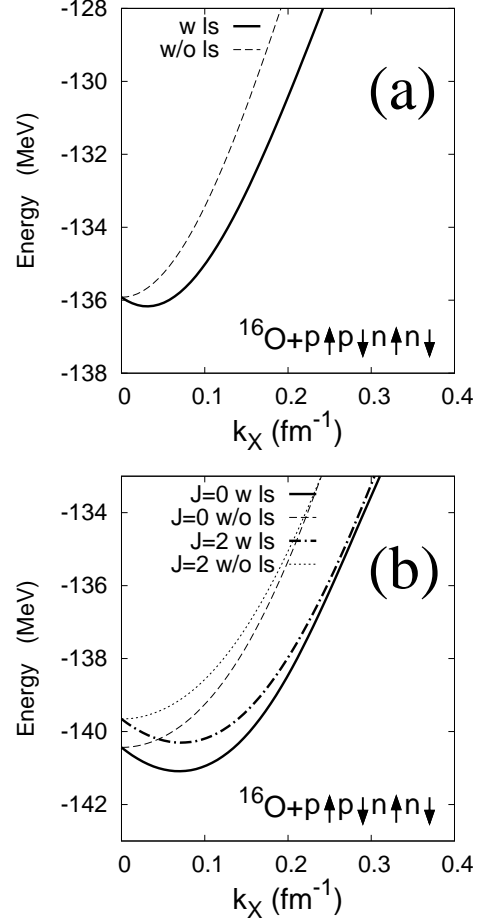 -128
-130
-132
-134
-136
-138
Energy (MeV)
w ls
w/o ls
(a)
¹⁶O+p↑p↓n↑n↓
0 0.1 0.2 0.3 0.4
k_X (fm⁻¹)
-134
-136
-138
-140
-142
Energy (MeV)
J=0 w ls
J=0 w/o ls
J=2 w ls
J=2 w/o ls
(b)
¹⁶O+p↑p↓n↑n↓
0 0.1 0.2 0.3 0.4
k_X (fm⁻¹)